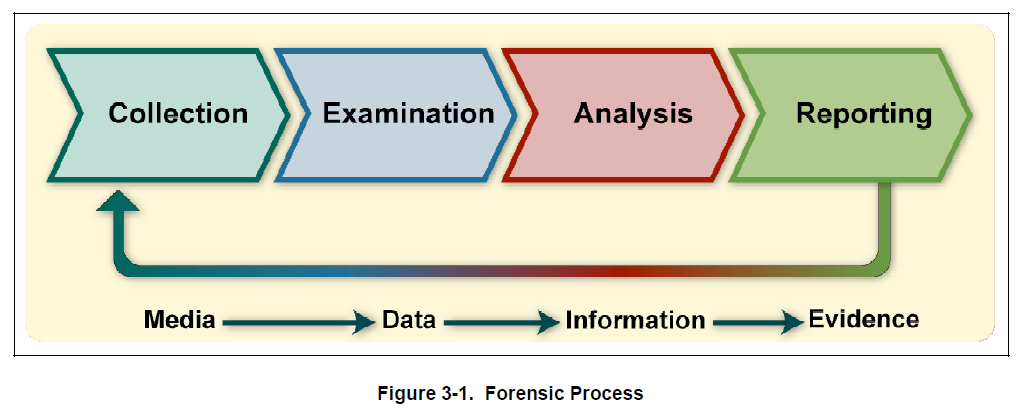 Collection Examination Analysis Reporting
Media Data Information Evidence
Figure 3-1. Forensic Process